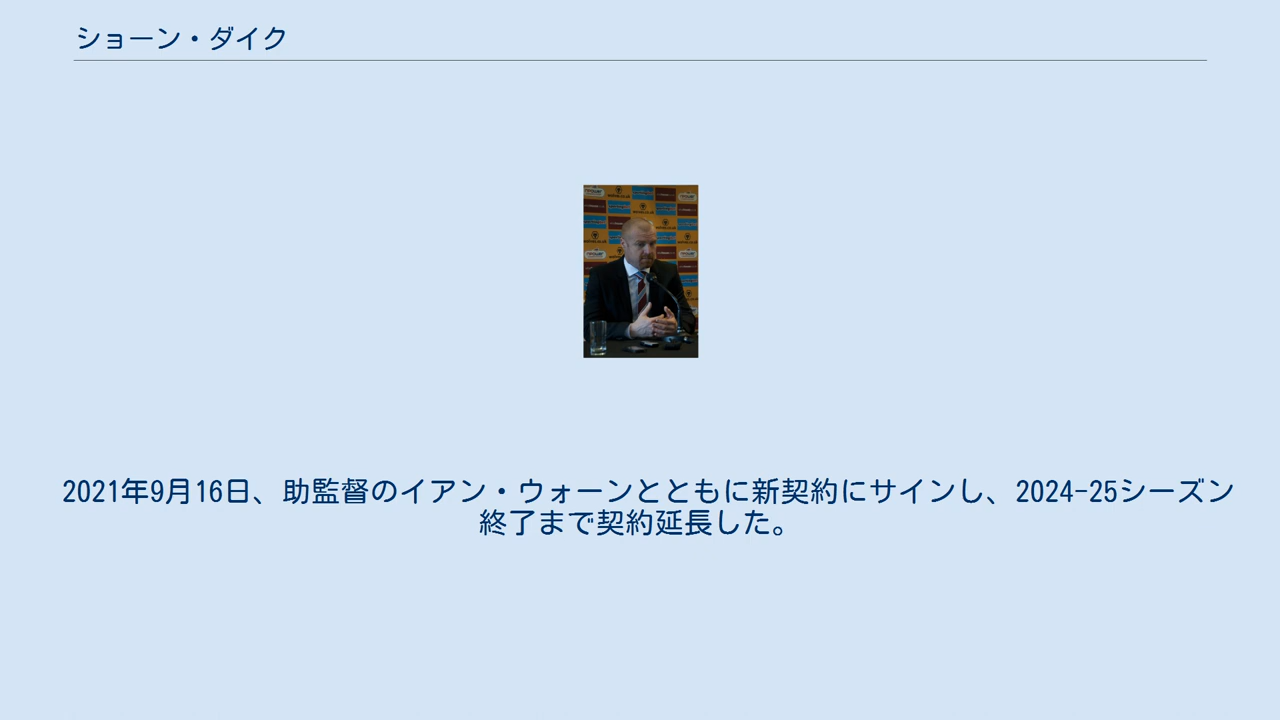 ショーン・ダイク
2021年9月16日、助監督のイアン・ウォーンとともに新契約にサインし、2024-25シーズン
終了まで契約延長した。